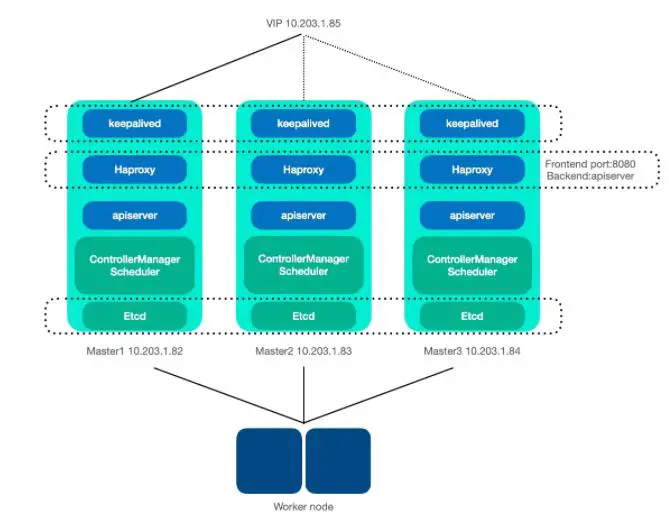 VIP 10.203.1.85
keepalived
keepalived
keepalived
Haproxy
Haproxy
Haproxy
Frontend port:8080
Backend:apiserver
apiserver
apiserver
apiserver
ControllerManager
Scheduler
ControllerManager
Scheduler
ControllerManager
Scheduler
Etcd
Etcd
Etcd
Master1 10.203.1.82
Master2 10.203.1.83
Master3 10.203.1.84
Worker node